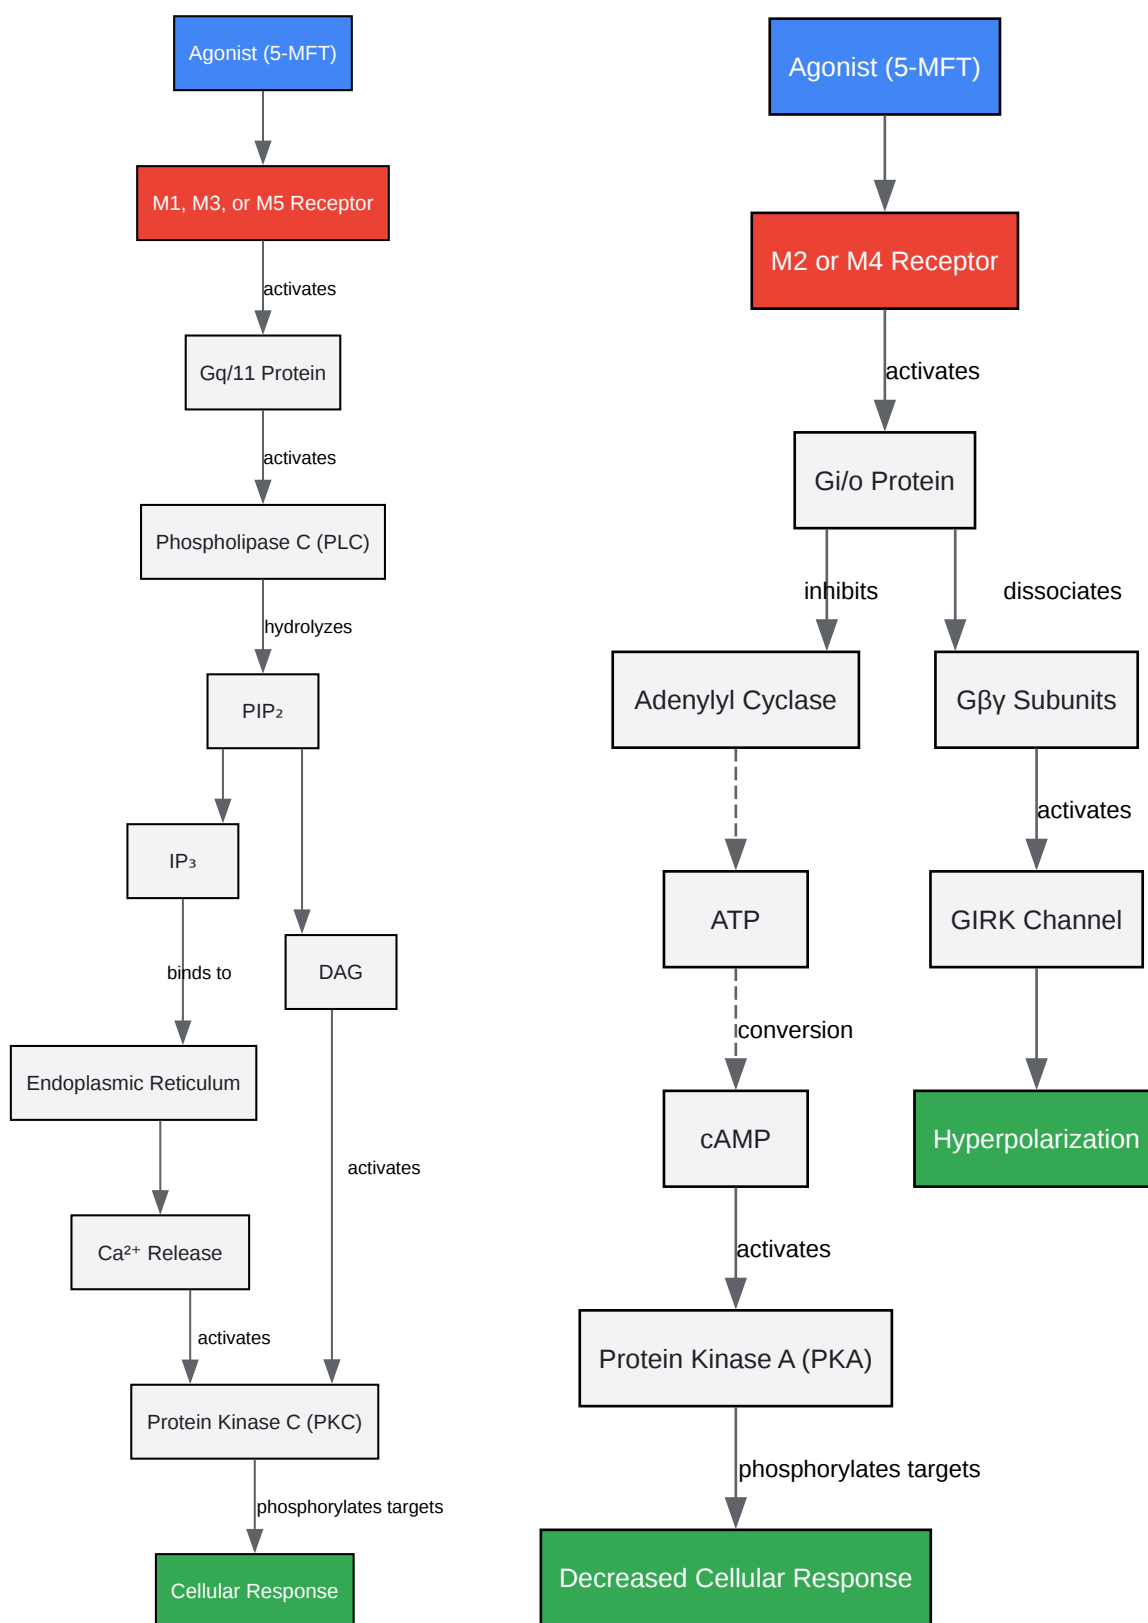 Agonist (5-MFT)
M1, M3, or M5 Receptor
activates
Gq/11 Protein
activates
Phospholipase C (PLC)
hydrolyzes
PIP₂
IP₃
binds to
DAG
Endoplasmic Reticulum
activates
Ca²⁺ Release
activates
Protein Kinase C (PKC)
phosphorylates targets
Cellular Response
Agonist (5-MFT)
M2 or M4 Receptor
activates
Gi/o Protein
inhibits
dissociates
Adenylyl Cyclase
Gβγ Subunits
activates
ATP
GIRK Channel
conversion
cAMP
Hyperpolarization
activates
Protein Kinase A (PKA)
phosphorylates targets
Decreased Cellular Response